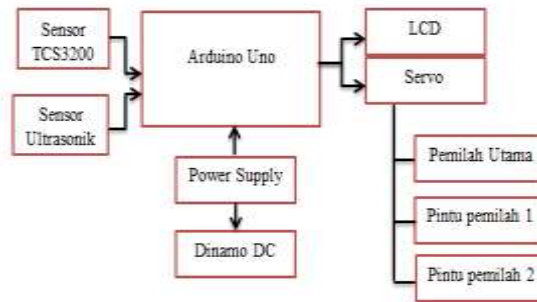 Sensor
TCS3200
Arduino Uno
LCD
Servo
Sensor
Ultrasonik
Power Supply
Dinamo DC
Pemilah Utama
Pintu pemilah 1
Pintu pemilah 2